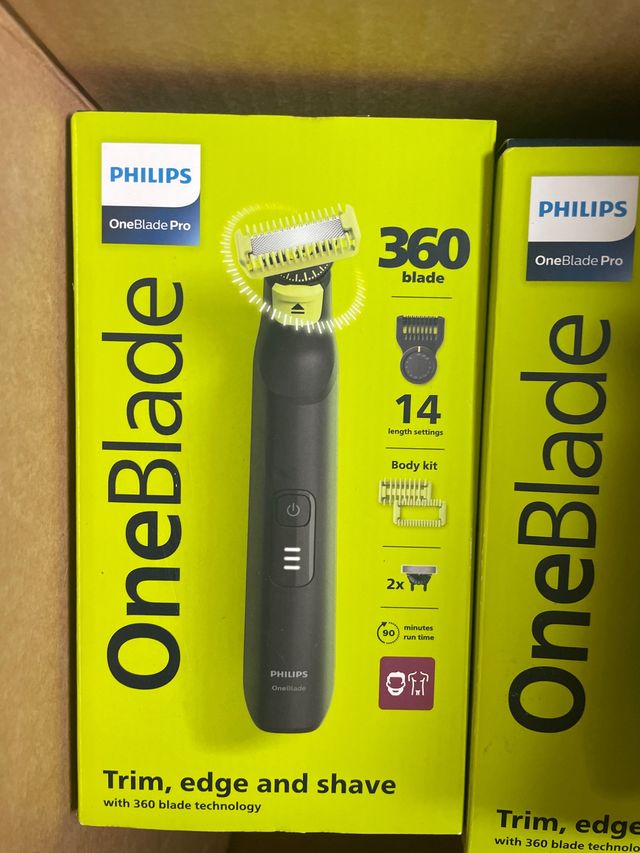 PHILIPS
OneBlade Pro
OneBlade
360
blade
14
length settings
Body kit
2x
90
minutes
run time
PHILIPS
OneBlade
Trim, edge and shave
with 360 blade technology
PHILIPS
OneBlade Pro
OneBlade
Trim, edge
with 360 blade technolo